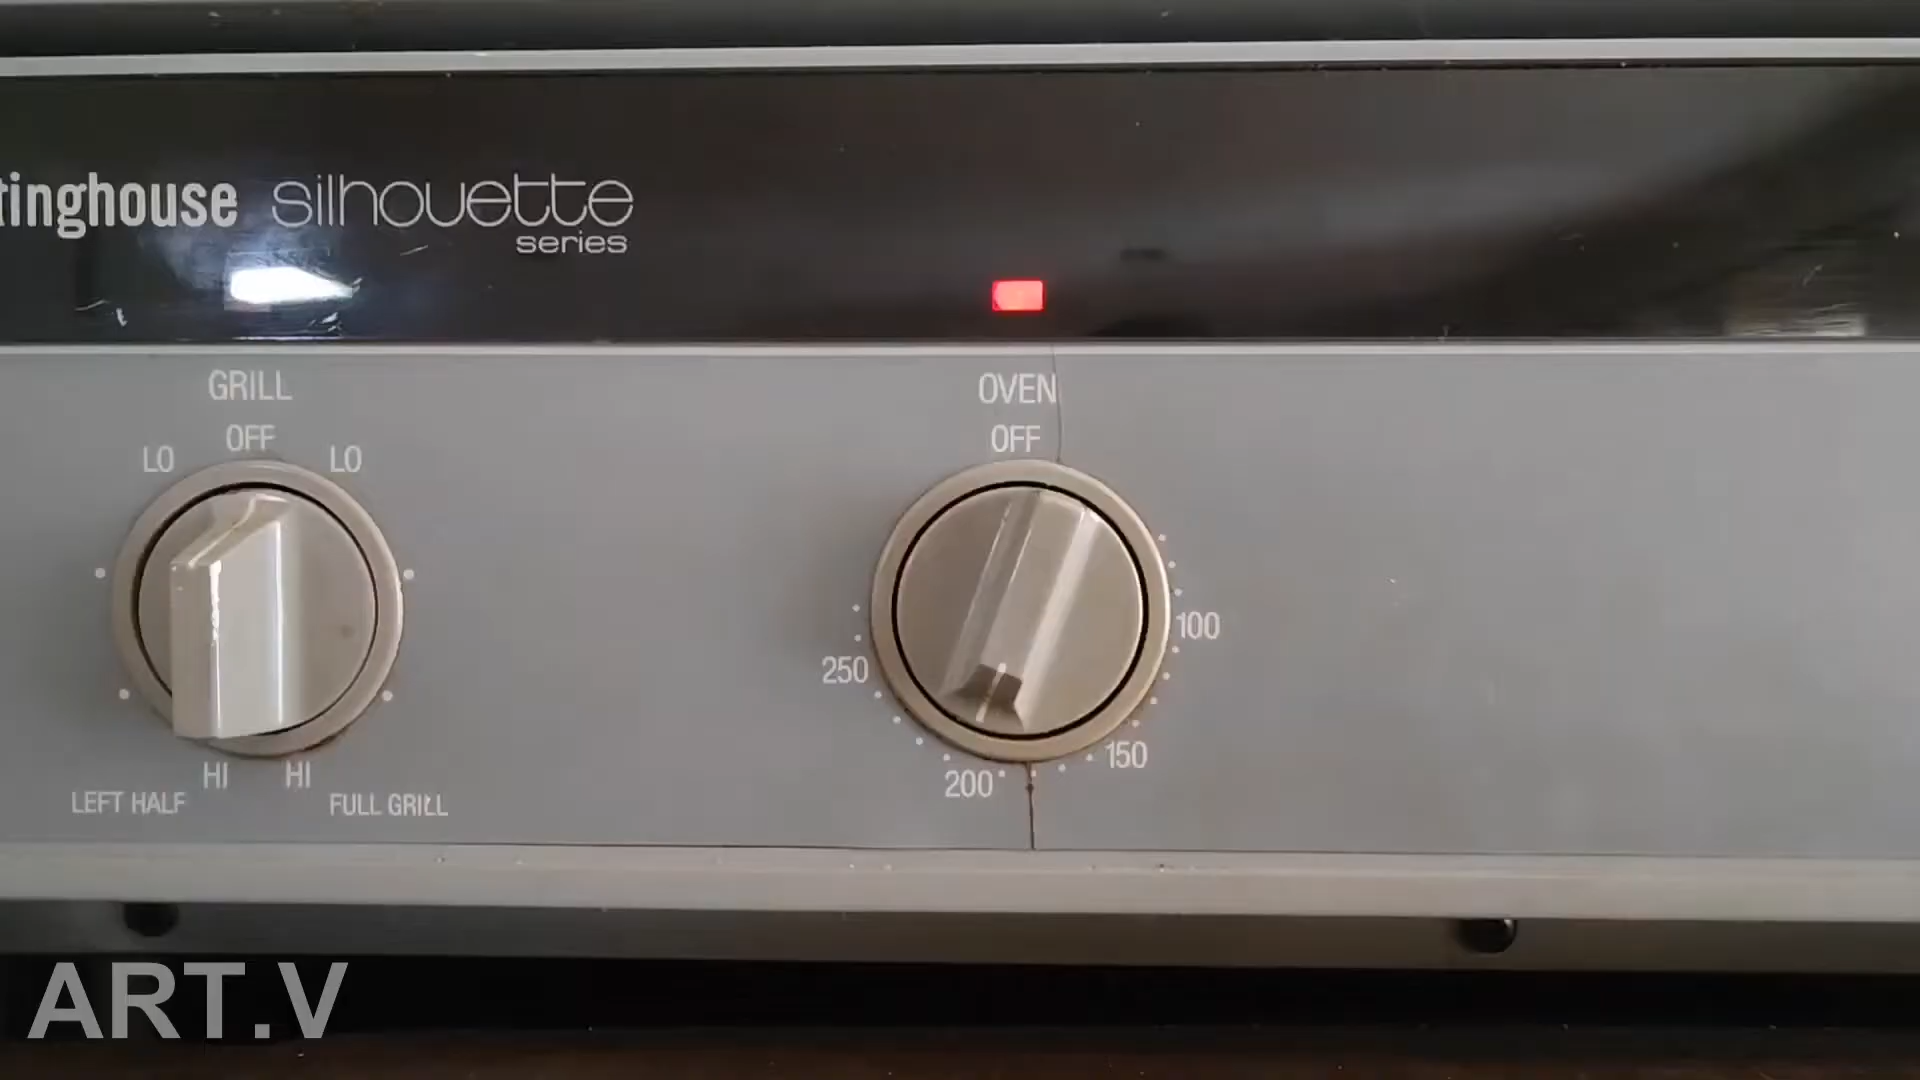 tinghouse silhouette
series
GRILL
OFF
LO LO
HI HI
LEFT HALF FULL GRILL
OVEN
OFF
100
150
200
250
ART.V